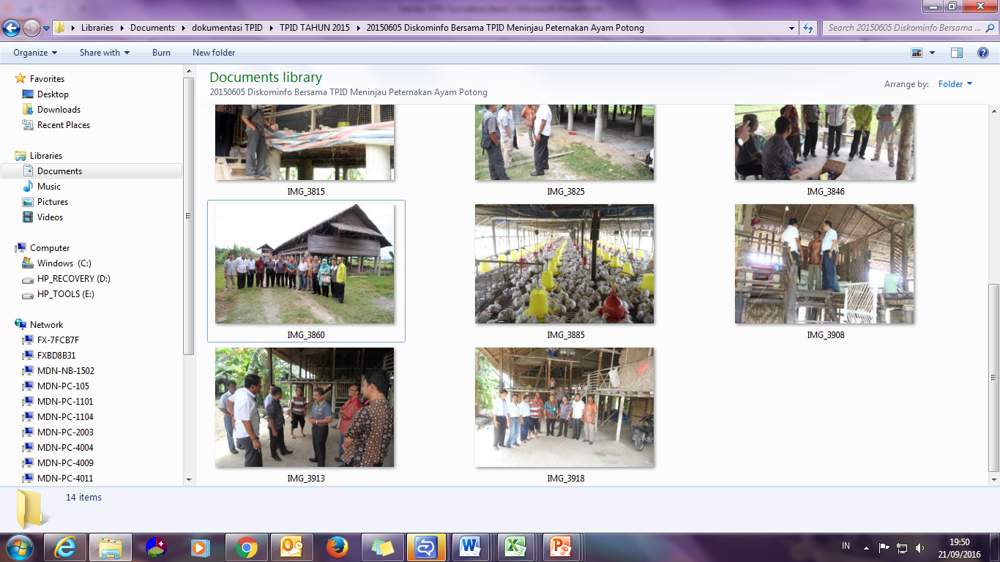 Libraries Documents dokumentasi TPID TPID TAHUN 2015 20150605 Diskominfo Bersama TPID Meninjau Peternakan Ayam Potong
Search 20150605 Diskominfo Bersama TPID ...
Organize Share with Burn New folder
Favorites
Desktop
Downloads
Recent Places
Libraries
Documents
Music
Pictures
Videos
Computer
Windows (C:)
HP_RECOVERY (D:)
HP_TOOLS (E:)
Network
FX-7FCB7F
FXBD8B31
MDN-NB-1502
MDN-PC-105
MDN-PC-1101
MDN-PC-1104
MDN-PC-2003
MDN-PC-4004
MDN-PC-4009
MDN-PC-4011
Documents library
20150605 Diskominfo Bersama TPID Meninjau Peternakan Ayam Potong
Arrange by: Folder
IMG_3815 IMG_3825 IMG_3846
IMG_3860 IMG_3885 IMG_3908
IMG_3913 IMG_3918
14 items
IN
19:50
21/09/2016